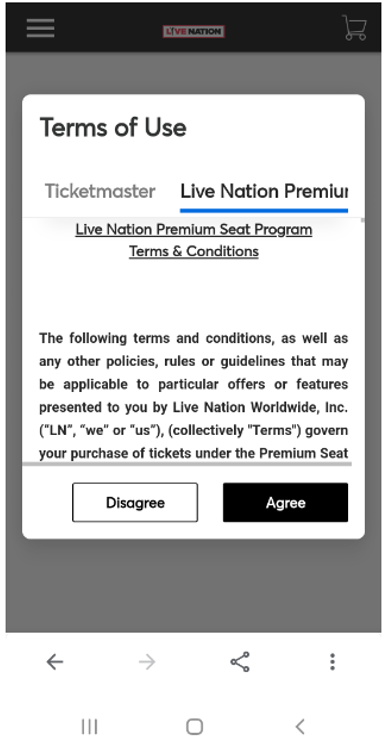 LIVE NATION
Terms of Use
Ticketmaster Live Nation Premiur
Live Nation Premium Seat Program
Terms & Conditions
The following terms and conditions, as well as
any other policies, rules or guidelines that may
be applicable to particular offers or features
presented to you by Live Nation Worldwide, Inc.
(“LN”, “we” or “us”), (collectively "Terms") govern
your purchase of tickets under the Premium Seat
Disagree Agree